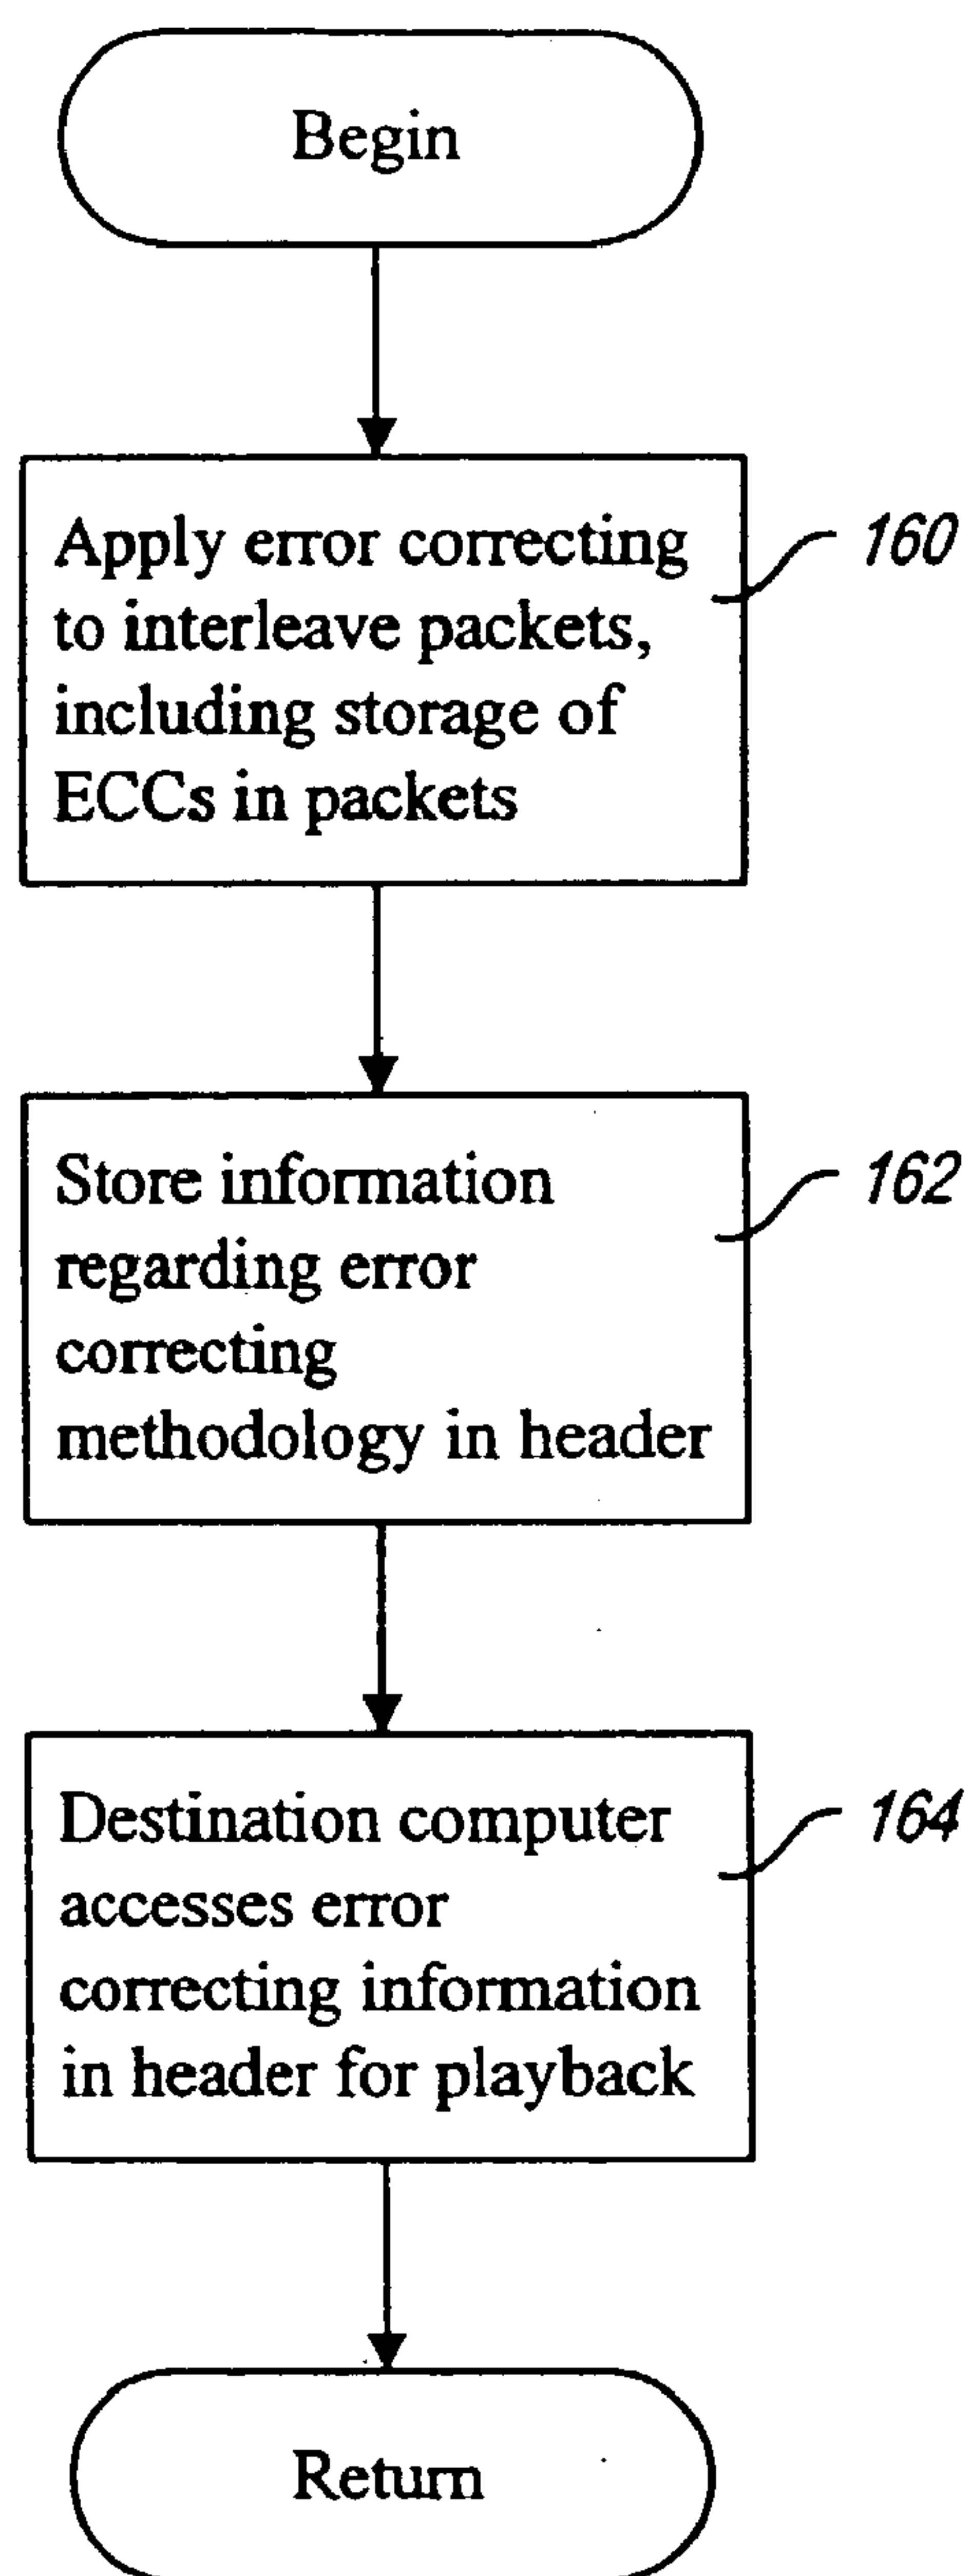 Begin
Apply error correcting
to interleave packets,
including storage of
ECCs in packets
160
Store information
regarding error
correcting
methodology in header
162
Destination computer
accesses error
correcting information
in header for playback
164
Return